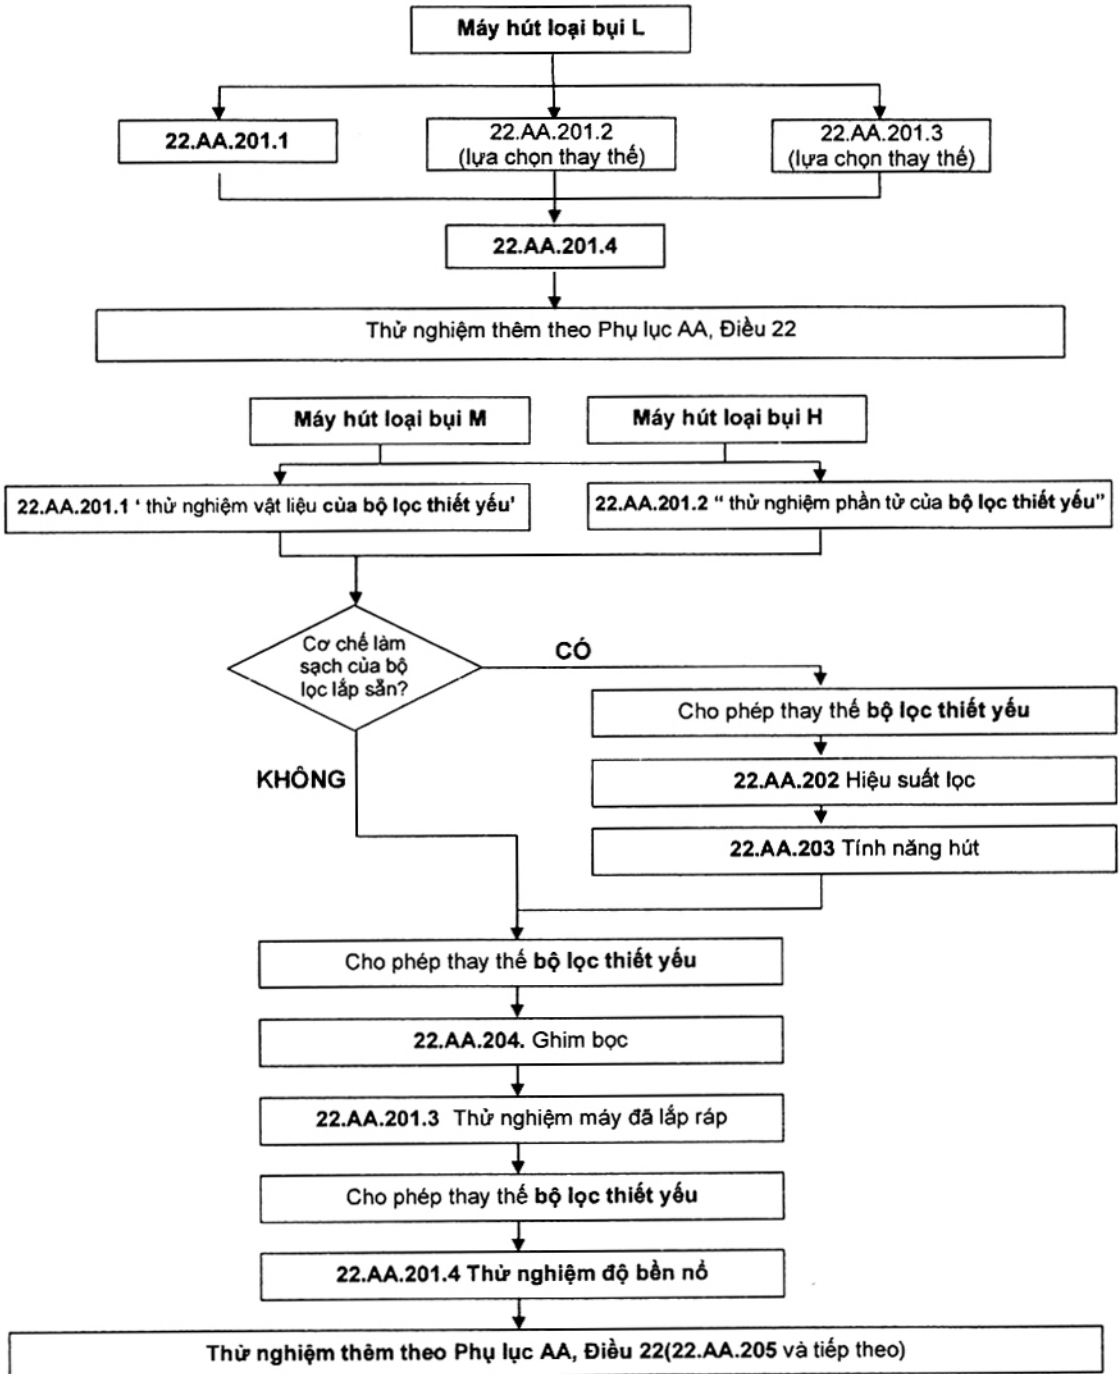 Máy hút loại bụi L
22.AA.201.1
22.AA.201.2
(lựa chọn thay thế)
22.AA.201.3
(lựa chọn thay thế)
22.AA.201.4
Thử nghiệm thêm theo Phụ lục AA, Điều 22
Máy hút loại bụi M
Máy hút loại bụi H
22.AA.201.1 ‘ thử nghiệm vật liệu của bộ lọc thiết yếu’
22.AA.201.2 “ thử nghiệm phần tử của bộ lọc thiết yếu”
Cơ chế làm
sạch của bộ
lọc lắp sẵn?
CÓ
Cho phép thay thế bộ lọc thiết yếu
KHÔNG
22.AA.202 Hiệu suất lọc
22.AA.203 Tính năng hút
Cho phép thay thế bộ lọc thiết yếu
22.AA.204. Ghim bọc
22.AA.201.3 Thử nghiệm máy đã lắp ráp
Cho phép thay thế bộ lọc thiết yếu
22.AA.201.4 Thử nghiệm độ bền nổ
Thử nghiệm thêm theo Phụ lục AA, Điều 22(22.AA.205 và tiếp theo)